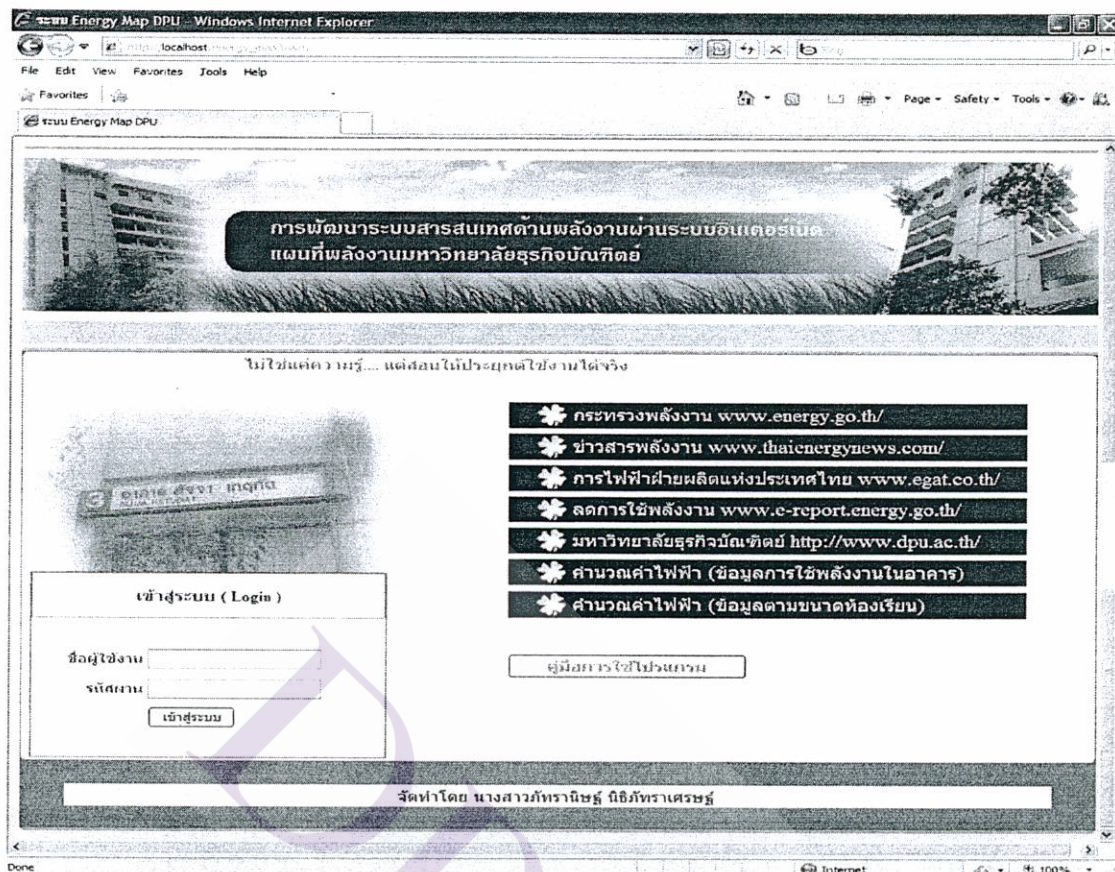 ระบบ Energy Map DPU - Windows Internet Explorer
localhost
File Edit View Favorites Tools Help
Favorites
Page Safety Tools
ระบบ Energy Map DPU
การพัฒนาระบบสารสนเทศด้านพลังงานผ่านระบบอินเตอร์เน็ต
แผนที่พลังงานมหาวิทยาลัยธุรกิจบัณฑิตย์
ไม่ใช่แค่ความรู้.... แต่สอนให้ประยุกต์ใช้งานได้จริง
กระทรวงพลังงาน www.energy.go.th/
ข่าวสารพลังงาน www.thaienergynews.com/
การไฟฟ้าฝ่ายผลิตแห่งประเทศไทย www.egat.co.th/
ลดการใช้พลังงาน www.e-report.energy.go.th/
มหาวิทยาลัยธุรกิจบัณฑิตย์ http://www.dpu.ac.th/
คำนวณค่าไฟฟ้า (ข้อมูลการใช้พลังงานในอาคาร)
คำนวณค่าไฟฟ้า (ข้อมูลตามขนาดห้องเรียน)
คู่มือการใช้โปรแกรม
3
เข้าสู่ระบบ ( Login )
ชื่อผู้ใช้งาน
รหัสผ่าน
เข้าสู่ระบบ
จัดทำโดย นางสาวภัทรานิษฐ์ นิธิภัทราเศรษฐ์
Done
Internet
100%